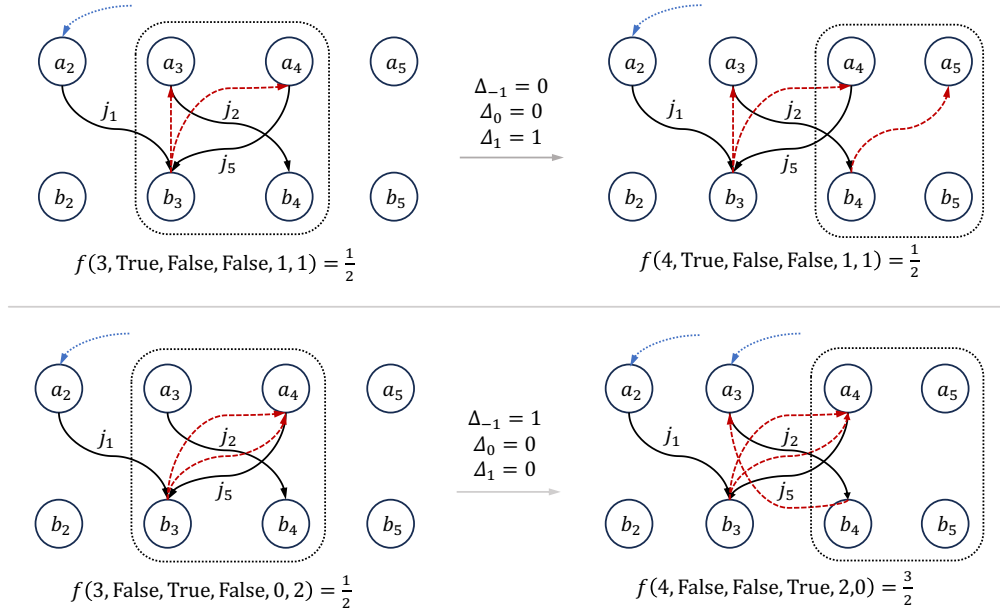 a₂ a₃ a₄ a₅ a₂ a₃ a₄ a₅
Δ₋₁ = 0
j₁ j₂ Δ₀ = 0 j₁ j₂
Δ₁ = 1
j₅ j₅
b₂ b₃ b₄ b₅ b₂ b₃ b₄ b₅
f(3, True, False, False, 1, 1) = 1/2 f(4, True, False, False, 1, 1) = 1/2
a₂ a₃ a₄ a₅ a₂ a₃ a₄ a₅
Δ₋₁ = 1
j₁ j₂ Δ₀ = 0 j₁ j₂
Δ₁ = 0
j₅ j₅
b₂ b₃ b₄ b₅ b₂ b₃ b₄ b₅
f(3, False, True, False, 0, 2) = 1/2 f(4, False, False, True, 2,0) = 3/2